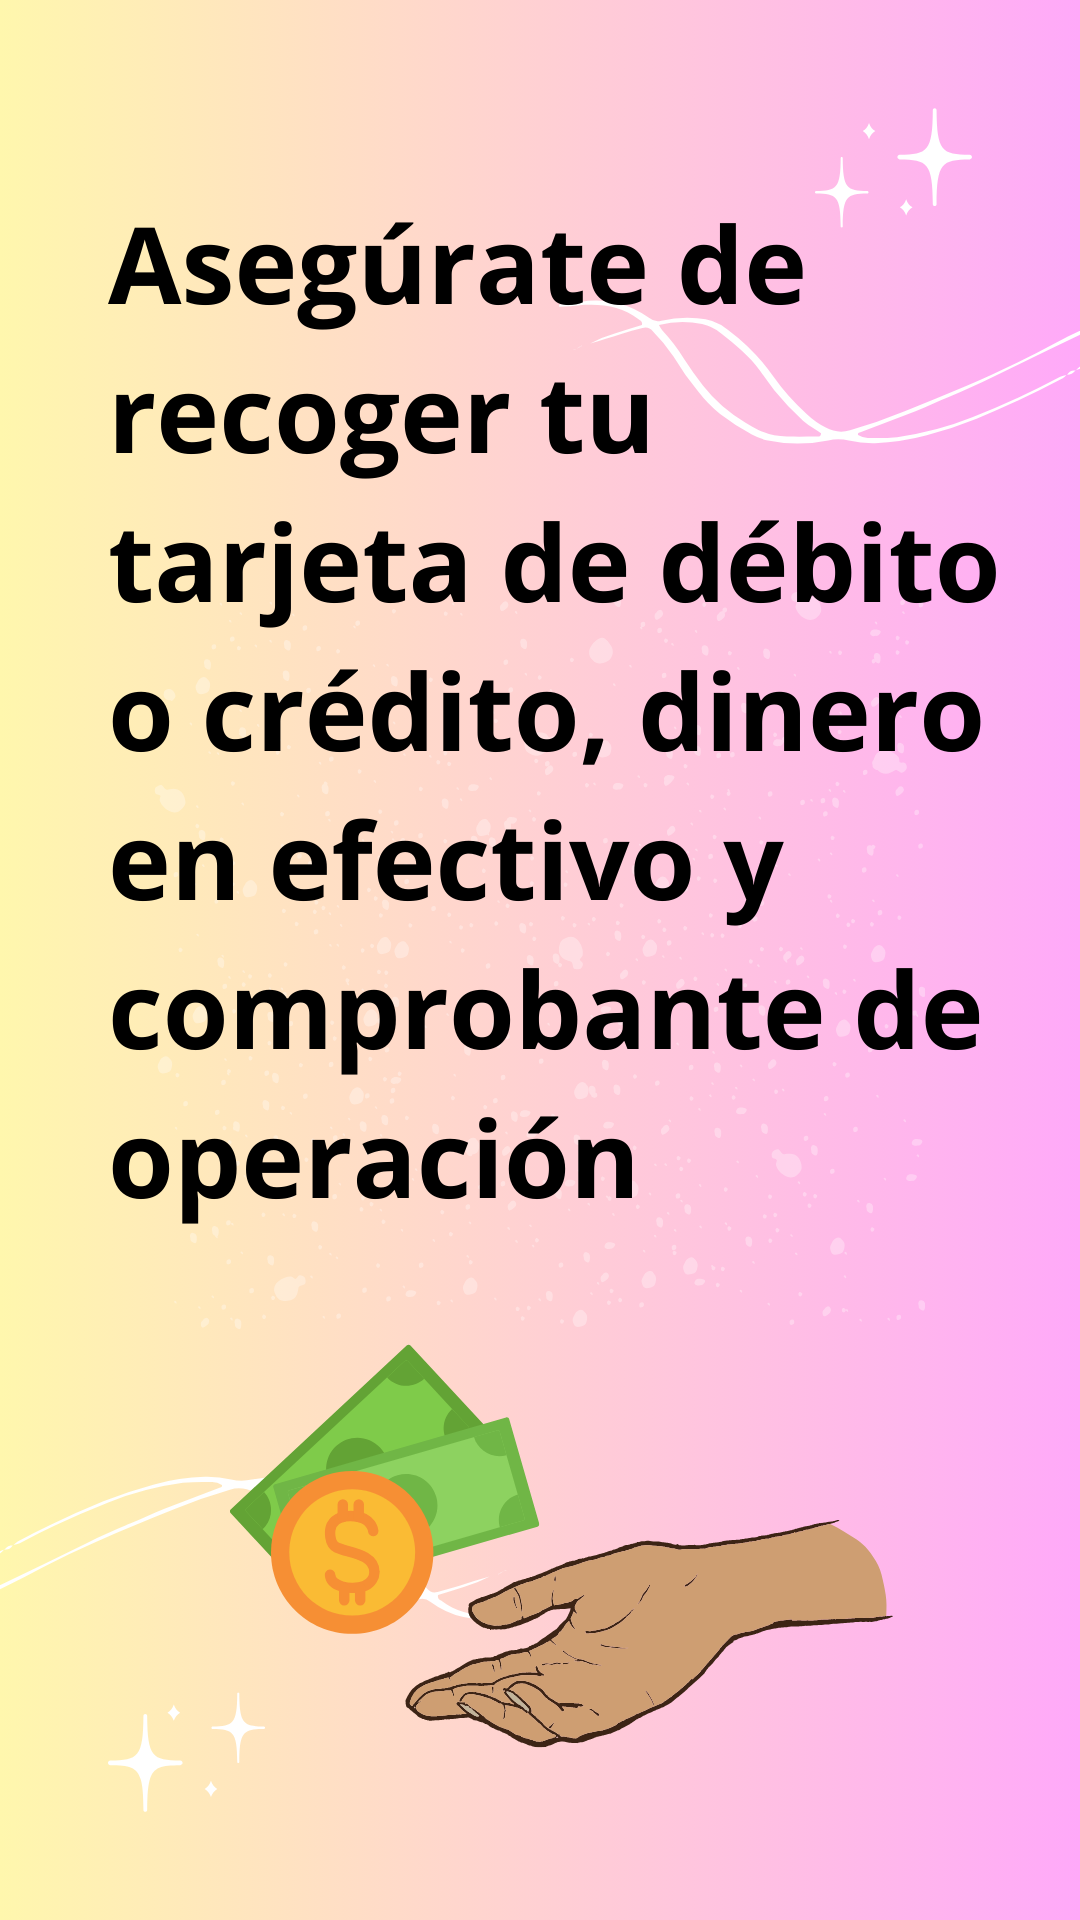 Asegúrate de
recoger tu
tarjeta de débito
o crédito, dinero
en efectivo y
comprobante de
operación
$